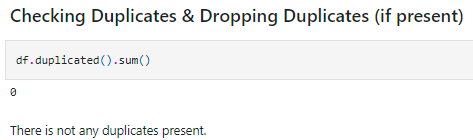 Checking Duplicates & Dropping Duplicates (if present)
df.duplicated().sum()
0
There is not any duplicates present.